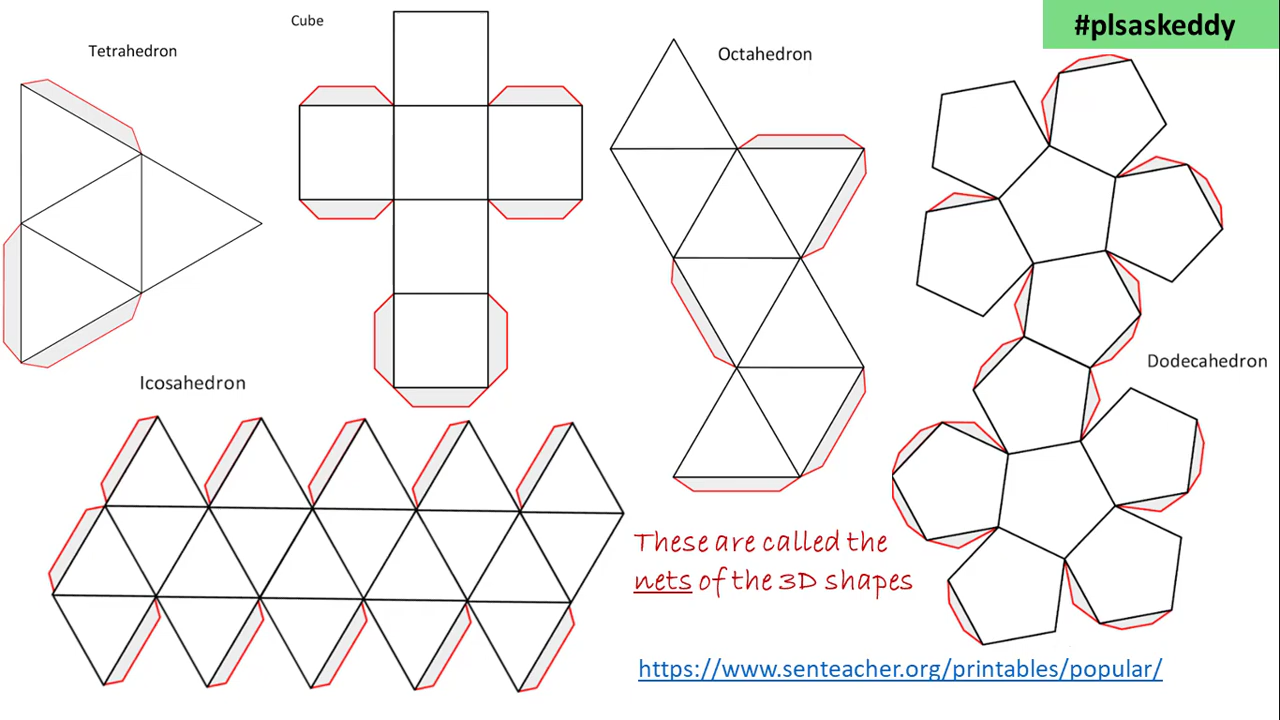 #plsaskeddy
Cube
Tetrahedron
Octahedron
Dodecahedron
Icosahedron
These are called the
nets of the 3D shapes
https://www.senteacher.org/printables/popular/